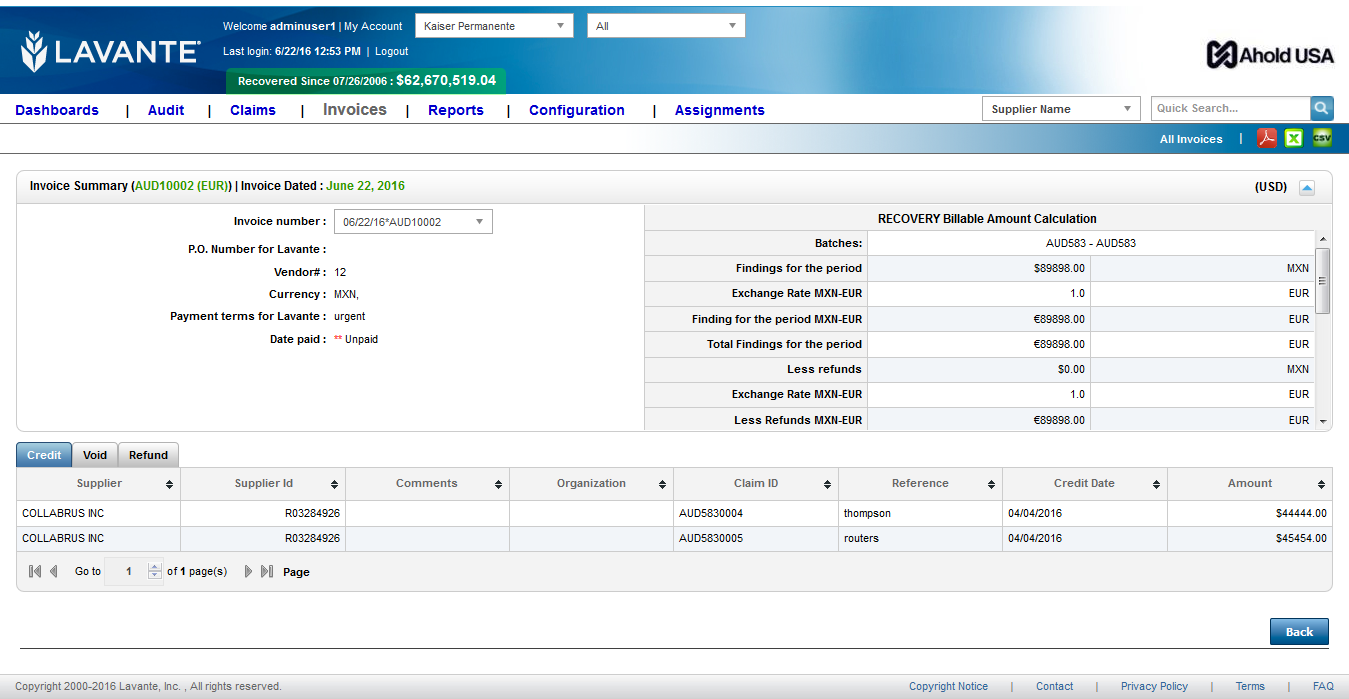 Welcome adminuser1 | My Account Kaiser Permanente All
LAVANTE
Last login: 6/22/16 12:53 PM | Logout
Ahold USA
Recovered Since 07/26/2006 : $62,670,519.04
Dashboards | Audit | Claims | Invoices | Reports | Configuration | Assignments Supplier Name Quick Search...
All Invoices | CSV
Invoice Summary (AUD10002 (EUR)) | Invoice Dated : June 22, 2016 (USD)
Invoice number : 06/22/16*AUD10002
P.O. Number for Lavante :
Vendor# : 12
Currency : MXN,
Payment terms for Lavante : urgent
Date paid : ** Unpaid
RECOVERY Billable Amount Calculation
Batches: AUD583 - AUD583
Findings for the period $89898.00 MXN
Exchange Rate MXN-EUR 1.0 EUR
Finding for the period MXN-EUR €89898.00 EUR
Total Findings for the period €89898.00 EUR
Less refunds $0.00 MXN
Exchange Rate MXN-EUR 1.0 EUR
Less Refunds MXN-EUR €89898.00 EUR
Credit Void Refund
Supplier Supplier Id Comments Organization Claim ID Reference Credit Date Amount
COLLABRUS INC R03284926 AUD5830004 thompson 04/04/2016 $44444.00
COLLABRUS INC R03284926 AUD5830005 routers 04/04/2016 $45454.00
Go to 1 of 1 page(s) Page
Back
Copyright 2000-2016 Lavante, Inc. , All rights reserved. Copyright Notice | Contact | Privacy Policy | Terms | FAQ